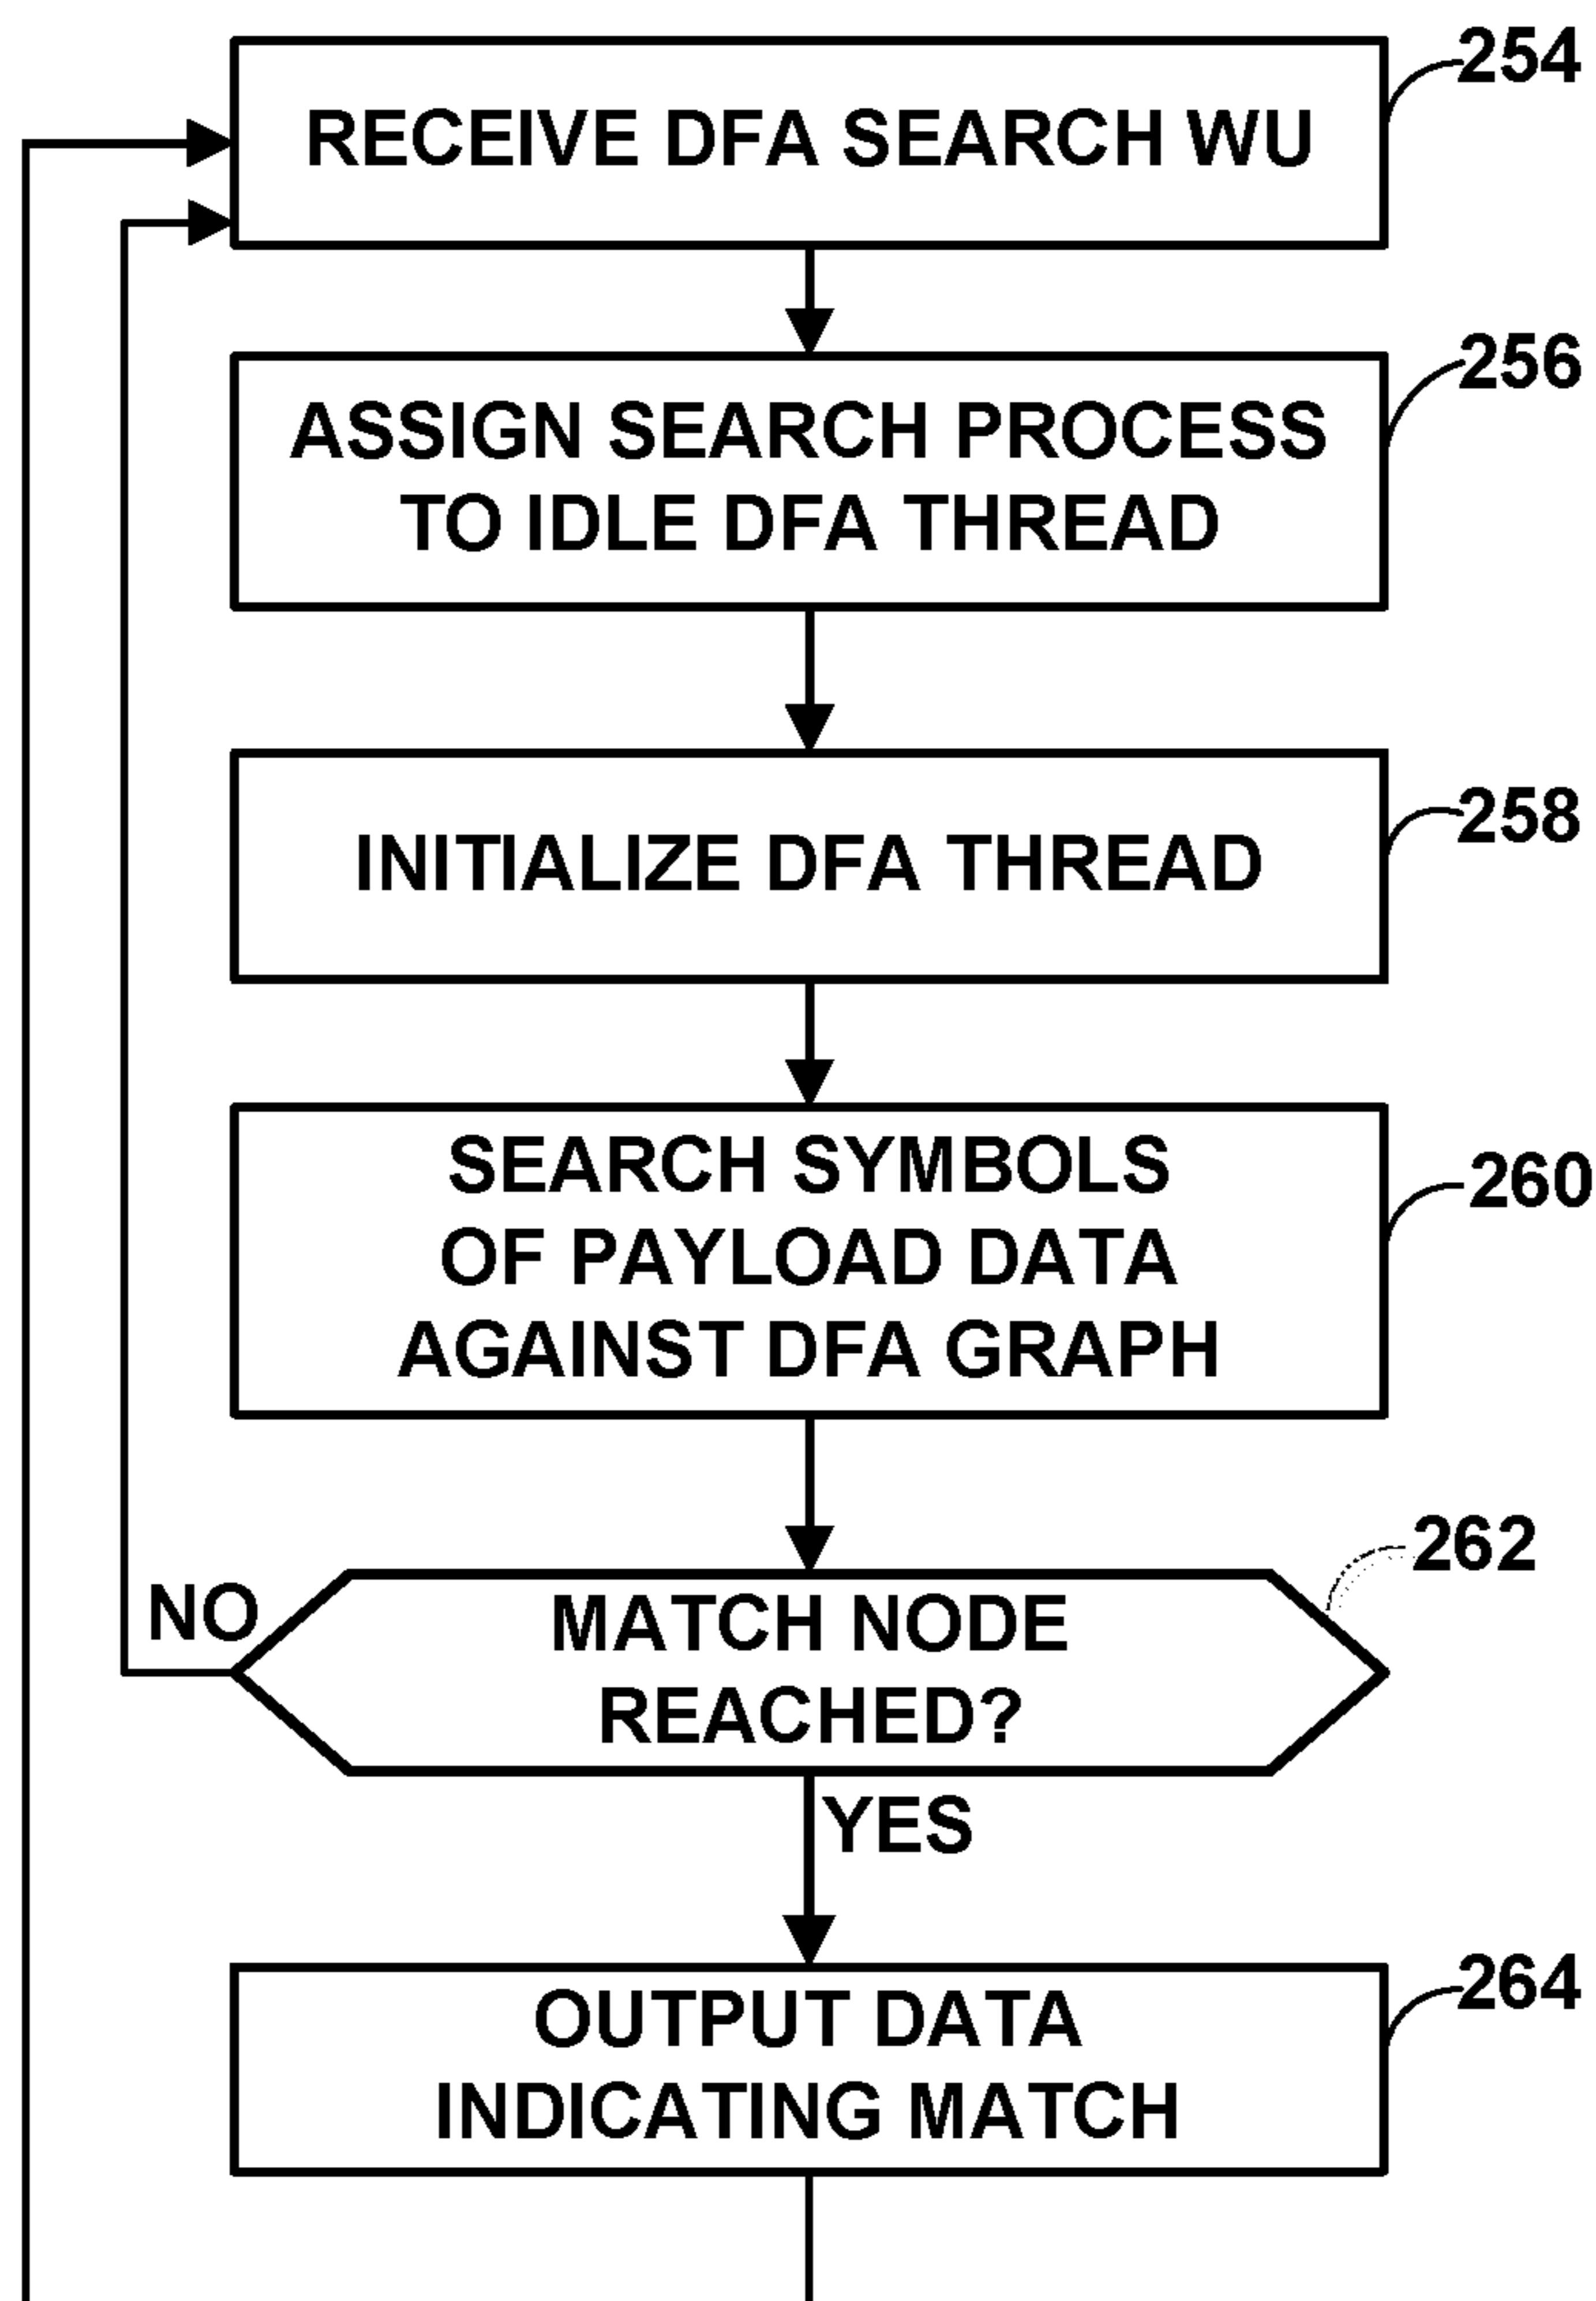 254
RECEIVE DFA SEARCH WU
256
ASSIGN SEARCH PROCESS
TO IDLE DFA THREAD
258
INITIALIZE DFA THREAD
260
SEARCH SYMBOLS
OF PAYLOAD DATA
AGAINST DFA GRAPH
262
NO
MATCH NODE
REACHED?
YES
264
OUTPUT DATA
INDICATING MATCH